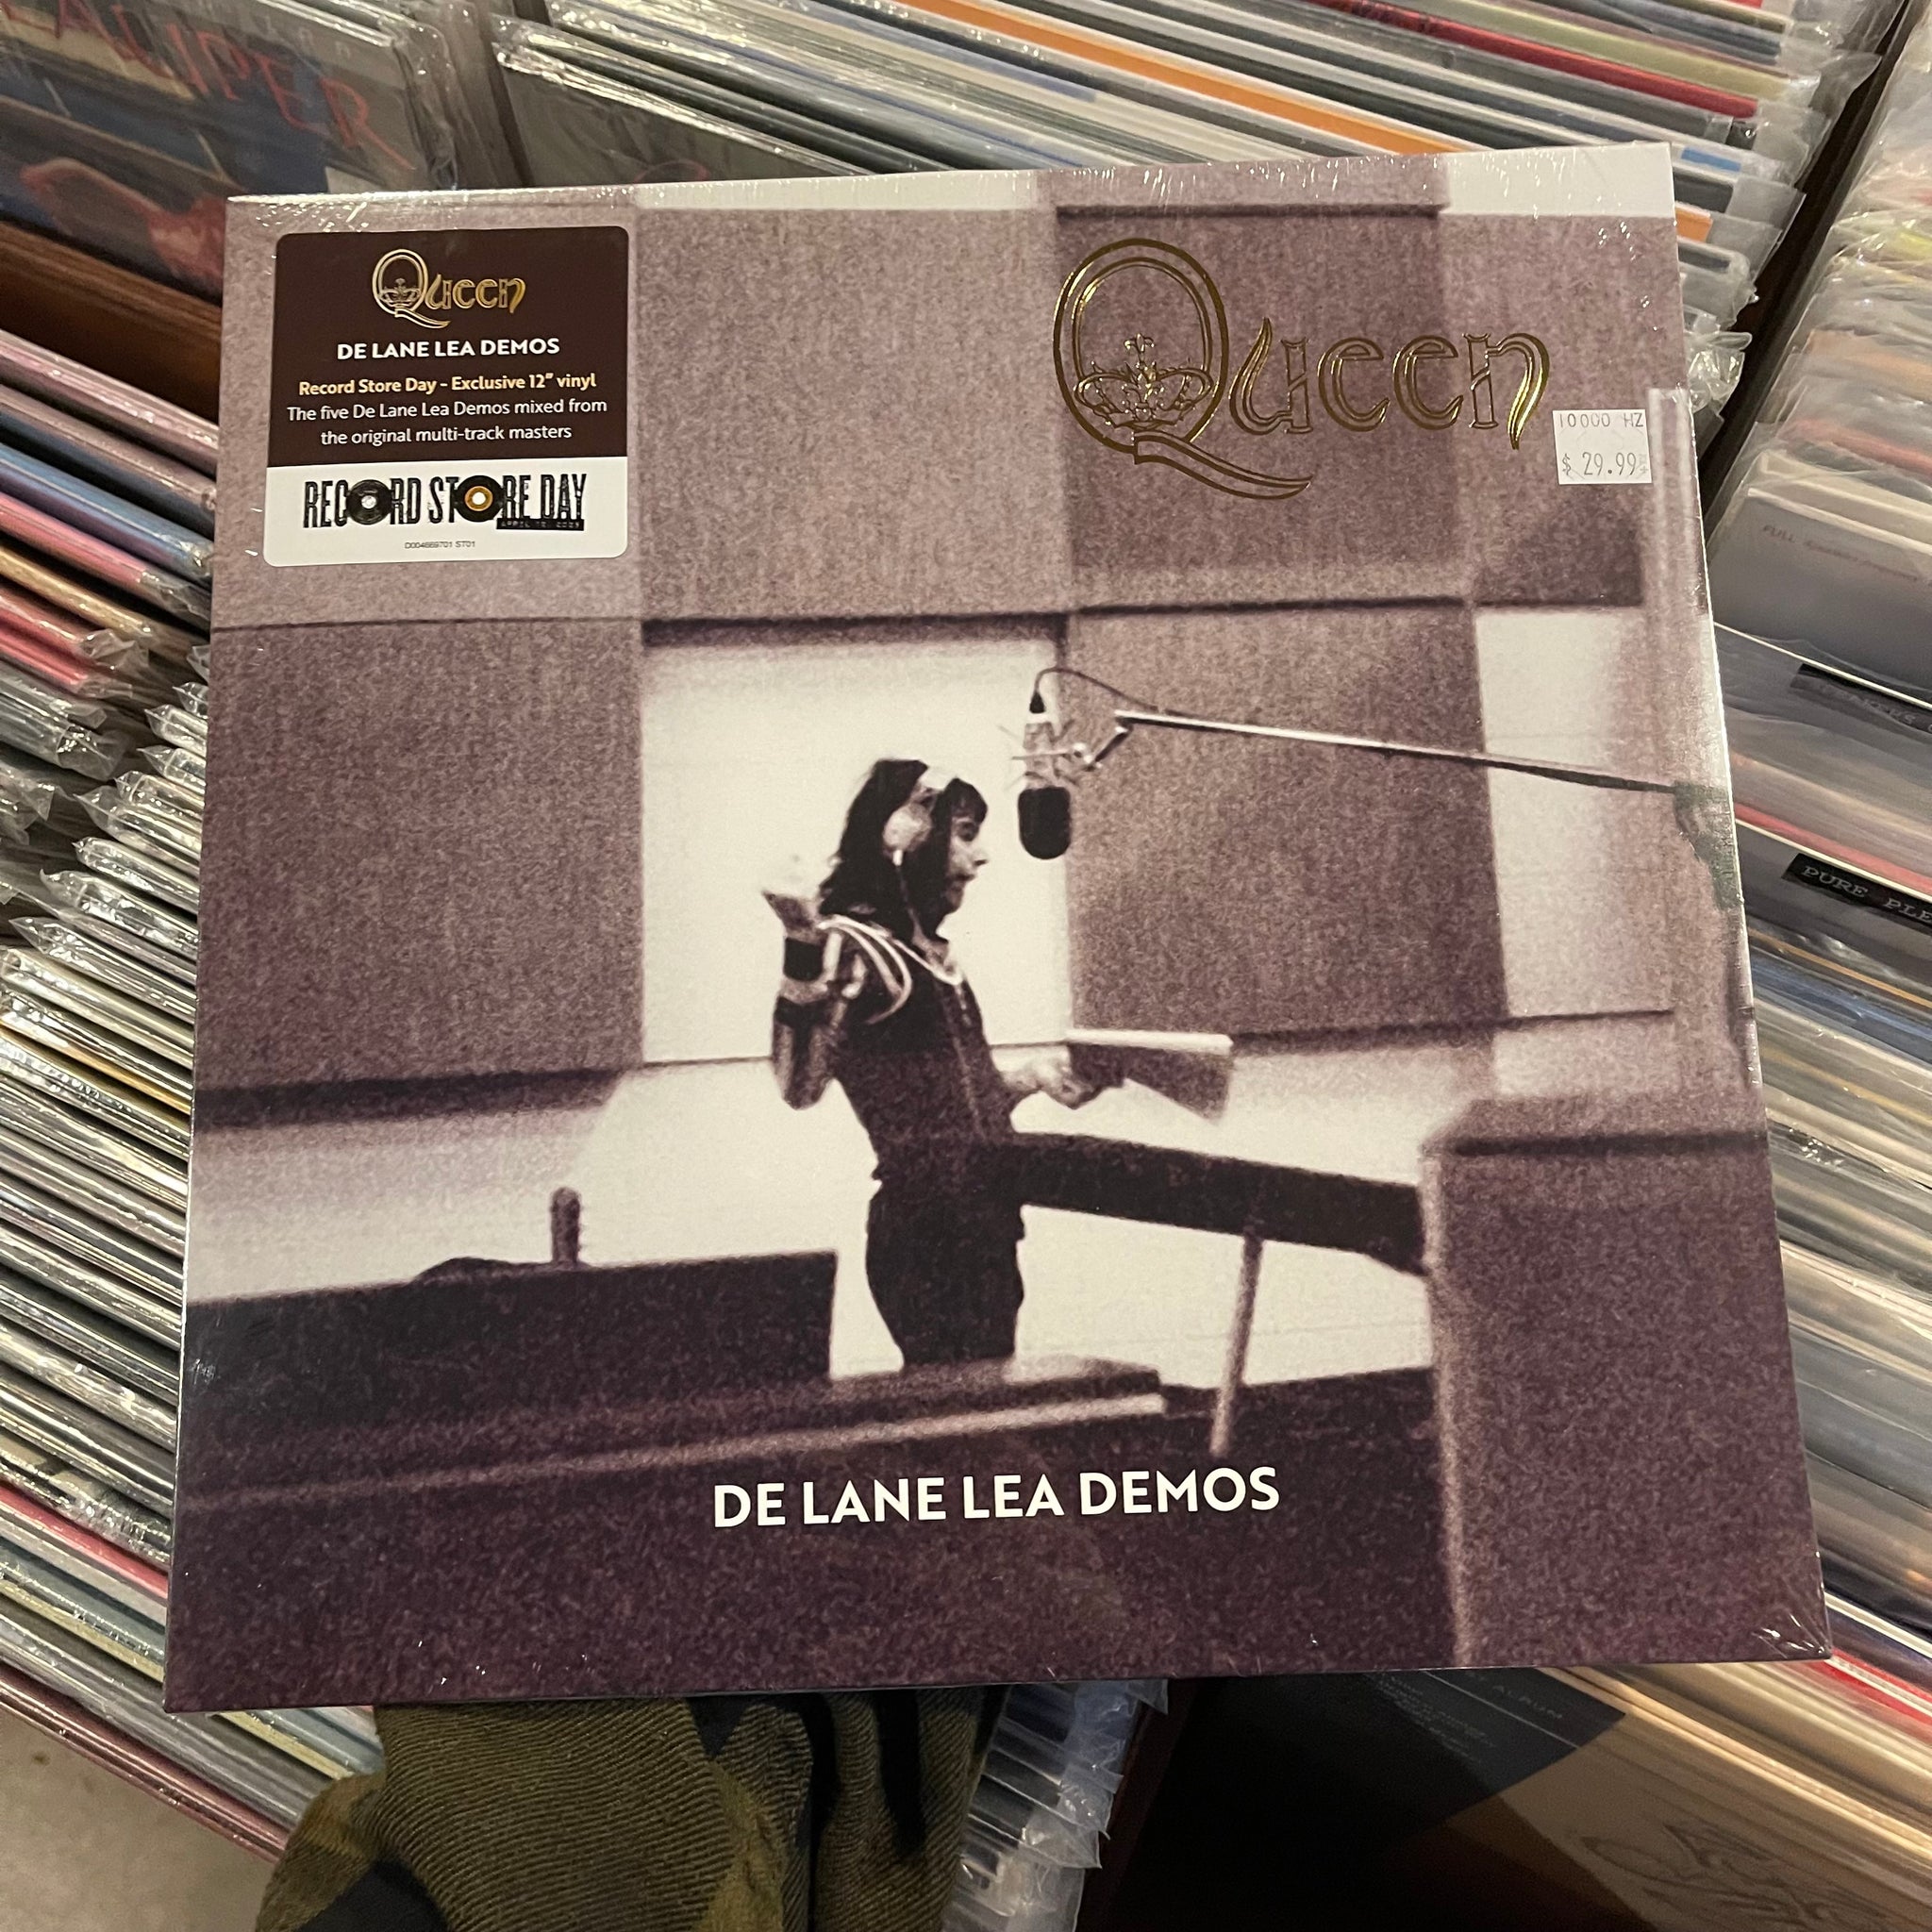 Queen
DE LANE LEA DEMOS
Record Store Day - Exclusive 12” vinyl
The five De Lane Lea Demos mixed from
the original multi-track masters
RECORD STORE DAY
Queen
10000 HZ
$ 29.99
PURE
DE LANE LEA DEMOS
ALBUM